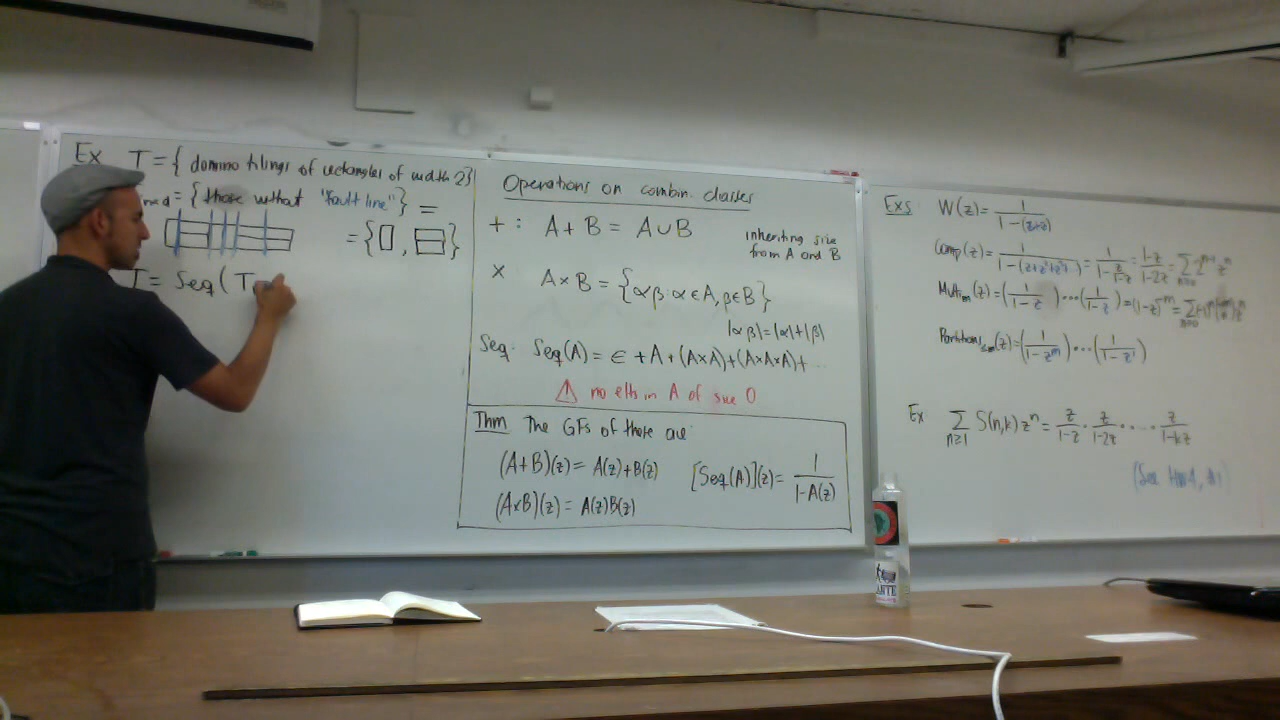 Ex T = { domino tilings of rectangles of width 2}
= {those without "fault line"} =
= { , }
T = Seq ( T
Operations on combin. classes
+ : A + B = A ∪ B
inheriting size
from A and B
× A × B = {αβ : α ∈ A, β ∈ B}
|αβ| = |α| + |β|
Seq: Seq(A) = ϵ + A + (A×A) + (A×A×A) + ...
⚠ no elts in A of size 0
Thm The GFs of these are:
(A+B)(z) = A(z) + B(z)
[Seq(A)](z) = 1/(1-A(z))
(A×B)(z) = A(z)B(z)
Exs: W(z) = 1/(1-(z+z))
Comp(z) = 1/(1-(z+z²+z³+...)) = 1/(1-z/(1-z)) = (1-z)/(1-2z) =
(z) = (1/(1-z)) ... (1/(1-z)) = (1-z)^-m =
Partitions≤m(z) = (1/(1-z^m)) ... (1/(1-z^1))
Ex ∑n≥1 S(n,k) z^n = z/(1-z) · z/(1-2z) · ... · z/(1-kz)